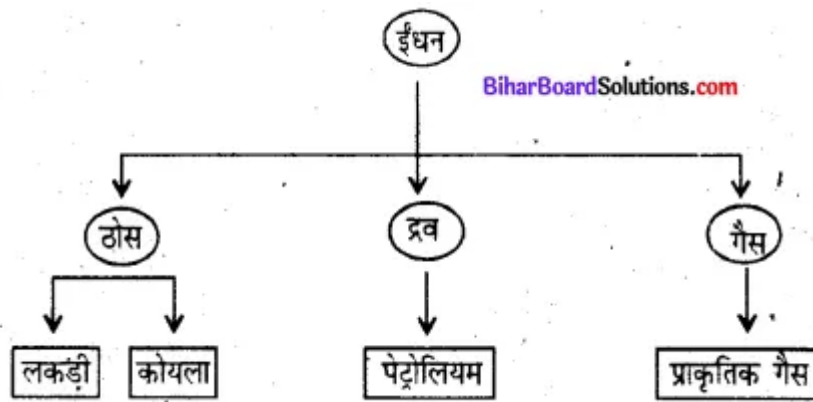 ईंधन
BiharBoardSolutions.com
ठोस
द्रव
गैस
लकड़ी
कोयला
पेट्रोलियम
प्राकृतिक गैस